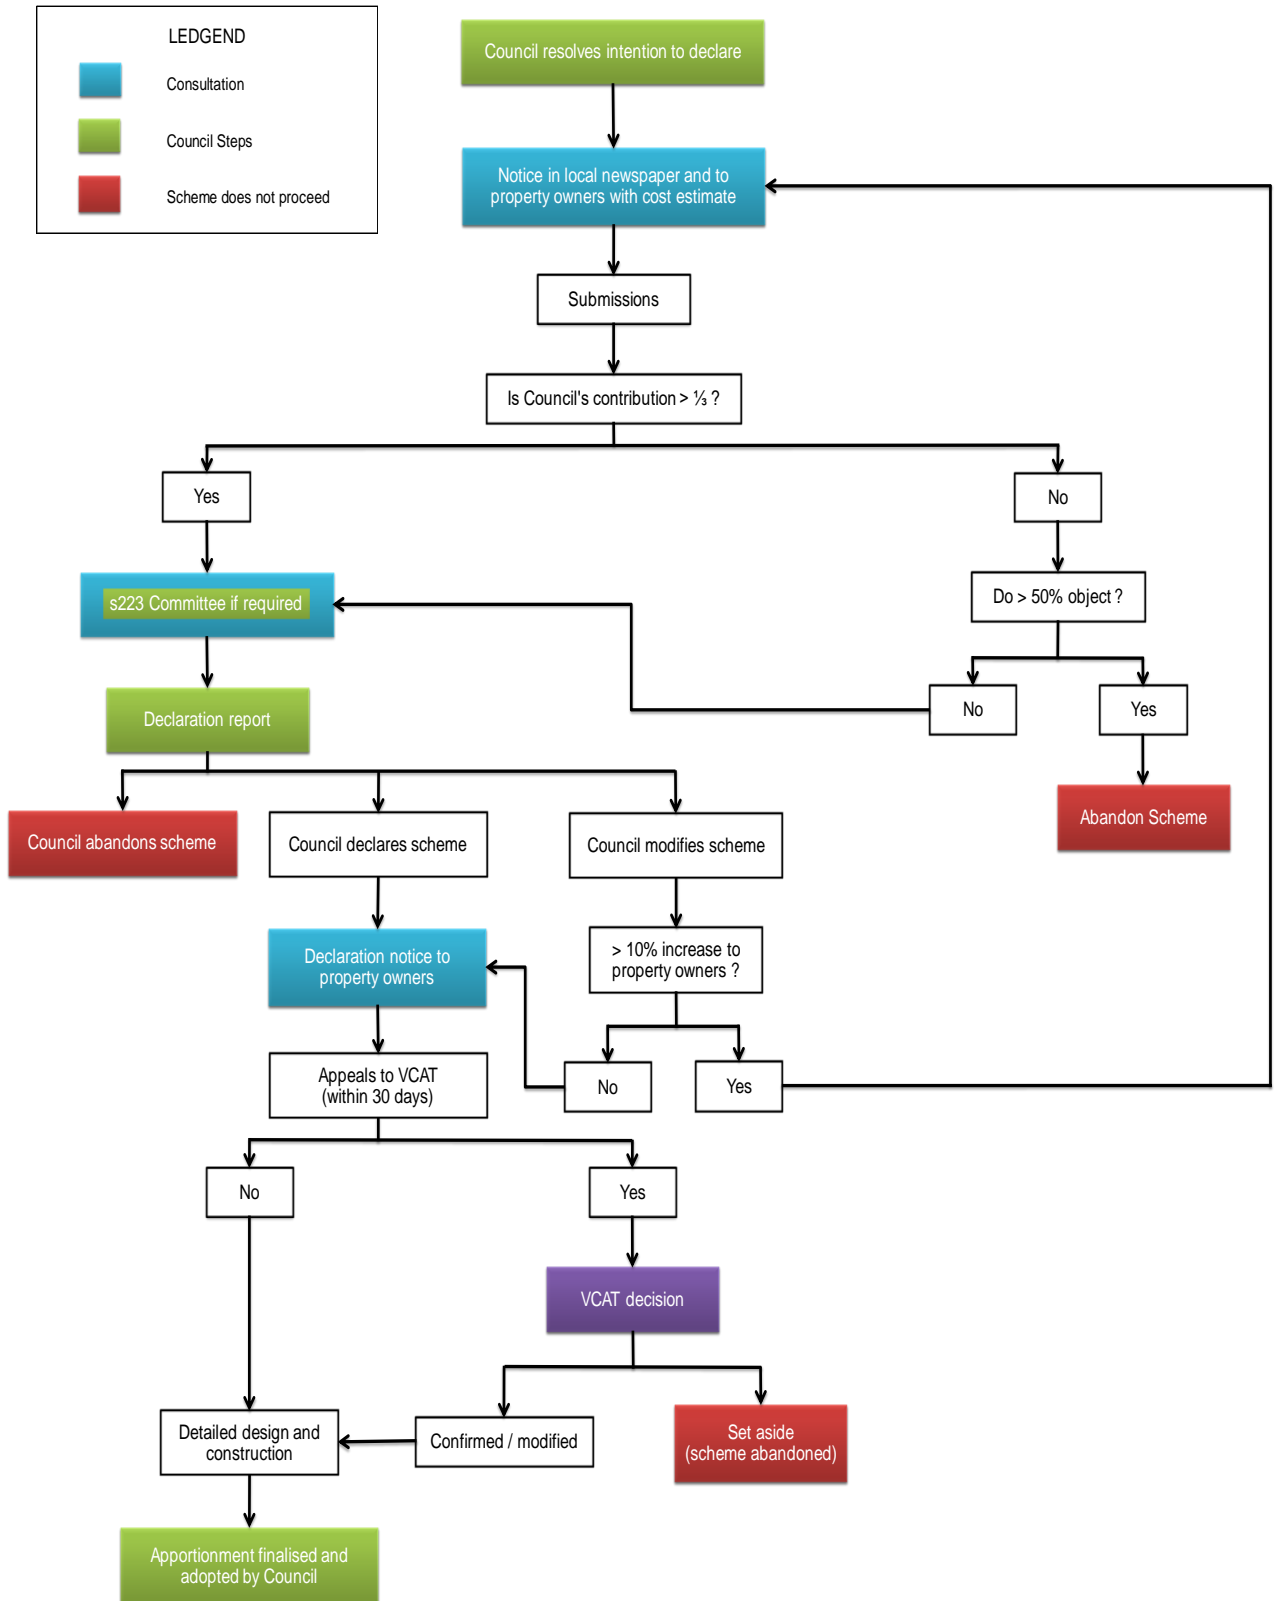 LEDGEND
Consultation
Council Steps
Scheme does not proceed
Council resolves intention to declare
Notice in local newspaper and to
property owners with cost estimate
Submissions
Is Council's contribution > ⅓ ?
Yes
No
s223 Committee if required
Do > 50% object ?
No
Yes
Declaration report
Abandon Scheme
Council abandons scheme
Council declares scheme
Council modifies scheme
Declaration notice to
property owners
> 10% increase to
property owners ?
Appeals to VCAT
(within 30 days)
No
Yes
No
Yes
VCAT decision
Detailed design and
construction
Confirmed / modified
Set aside
(scheme abandoned)
Apportionment finalised and
adopted by Council